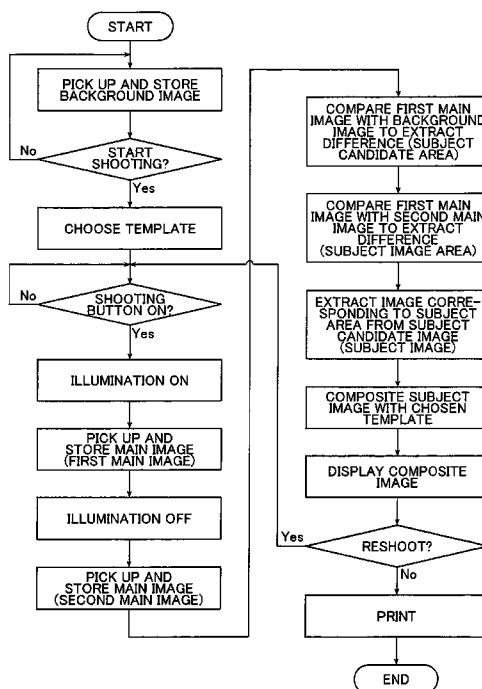 START
PICK UP AND STORE
BACKGROUND IMAGE
No
START
SHOOTING?
Yes
CHOOSE TEMPLATE
No
SHOOTING
BUTTON ON?
Yes
ILLUMINATION ON
PICK UP AND
STORE MAIN IMAGE
(FIRST MAIN IMAGE)
ILLUMINATION OFF
PICK UP AND
STORE MAIN IMAGE
(SECOND MAIN IMAGE)
COMPARE FIRST MAIN
IMAGE WITH BACKGROUND
IMAGE TO EXTRACT
DIFFERENCE (SUBJECT
CANDIDATE AREA)
COMPARE FIRST MAIN
IMAGE WITH SECOND MAIN
IMAGE TO EXTRACT
DIFFERENCE
(SUBJECT IMAGE AREA)
EXTRACT IMAGE CORRE-
SPONDING TO SUBJECT
AREA FROM SUBJECT
CANDIDATE IMAGE
(SUBJECT IMAGE)
COMPOSITE SUBJECT
IMAGE WITH CHOSEN
TEMPLATE
DISPLAY COMPOSITE
IMAGE
Yes
RESHOOT?
No
PRINT
END